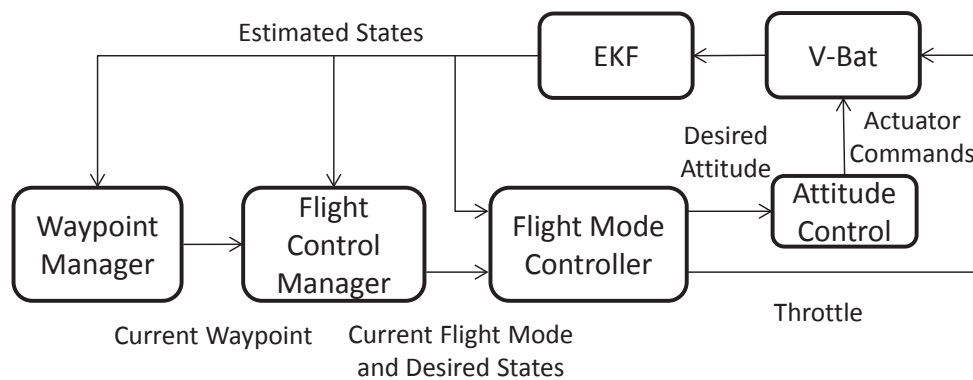 Estimated States
EKF
V-Bat
Desired
Attitude
Actuator
Commands
Waypoint
Manager
Flight
Control
Manager
Flight Mode
Controller
Attitude
Control
Current Waypoint
Current Flight Mode
and Desired States
Throttle